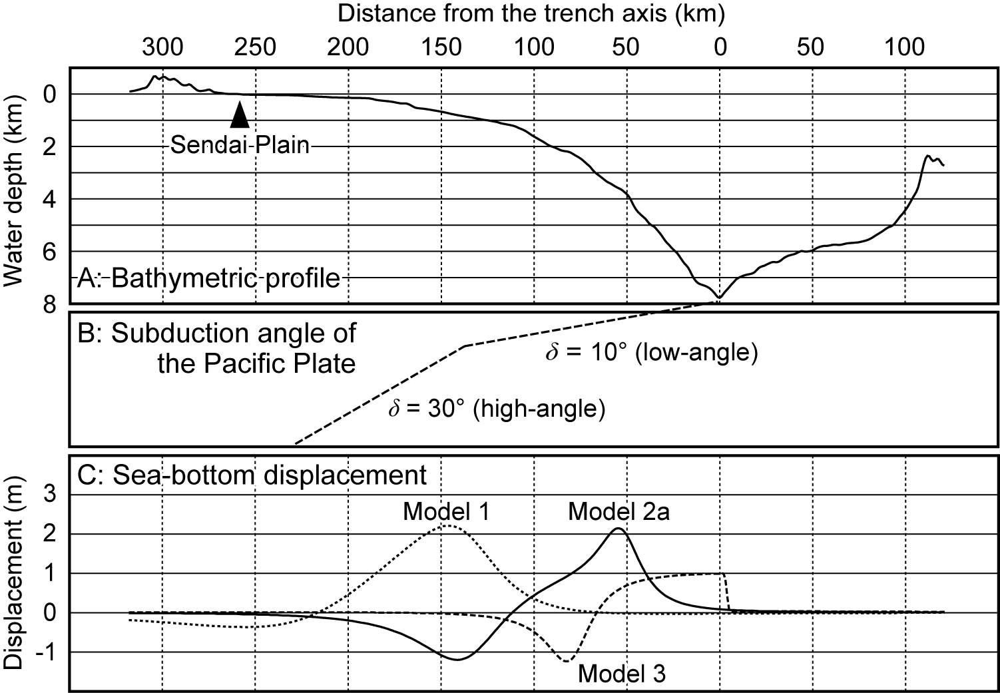 Distance from the trench axis (km)
300 250 200 150 100 50 0 50 100
Water depth (km)
0
2
4
6
8
Sendai Plain
A: Bathymetric profile
B: Subduction angle of
the Pacific Plate
δ = 10° (low-angle)
δ = 30° (high-angle)
C: Sea-bottom displacement
Displacement (m)
3
2
1
0
-1
Model 1
Model 2a
Model 3